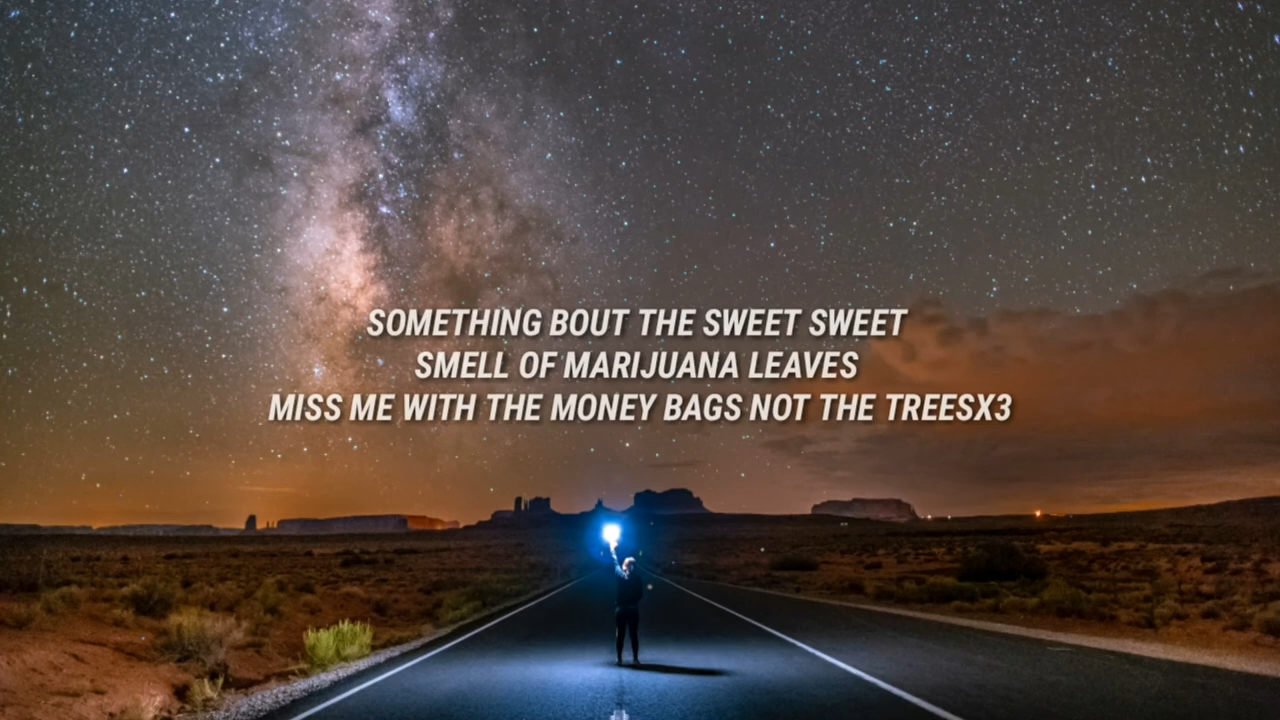 SOMETHING BOUT THE SWEET SWEET
SMELL OF MARIJUANA LEAVES
MISS ME WITH THE MONEY BAGS NOT THE TREESX3